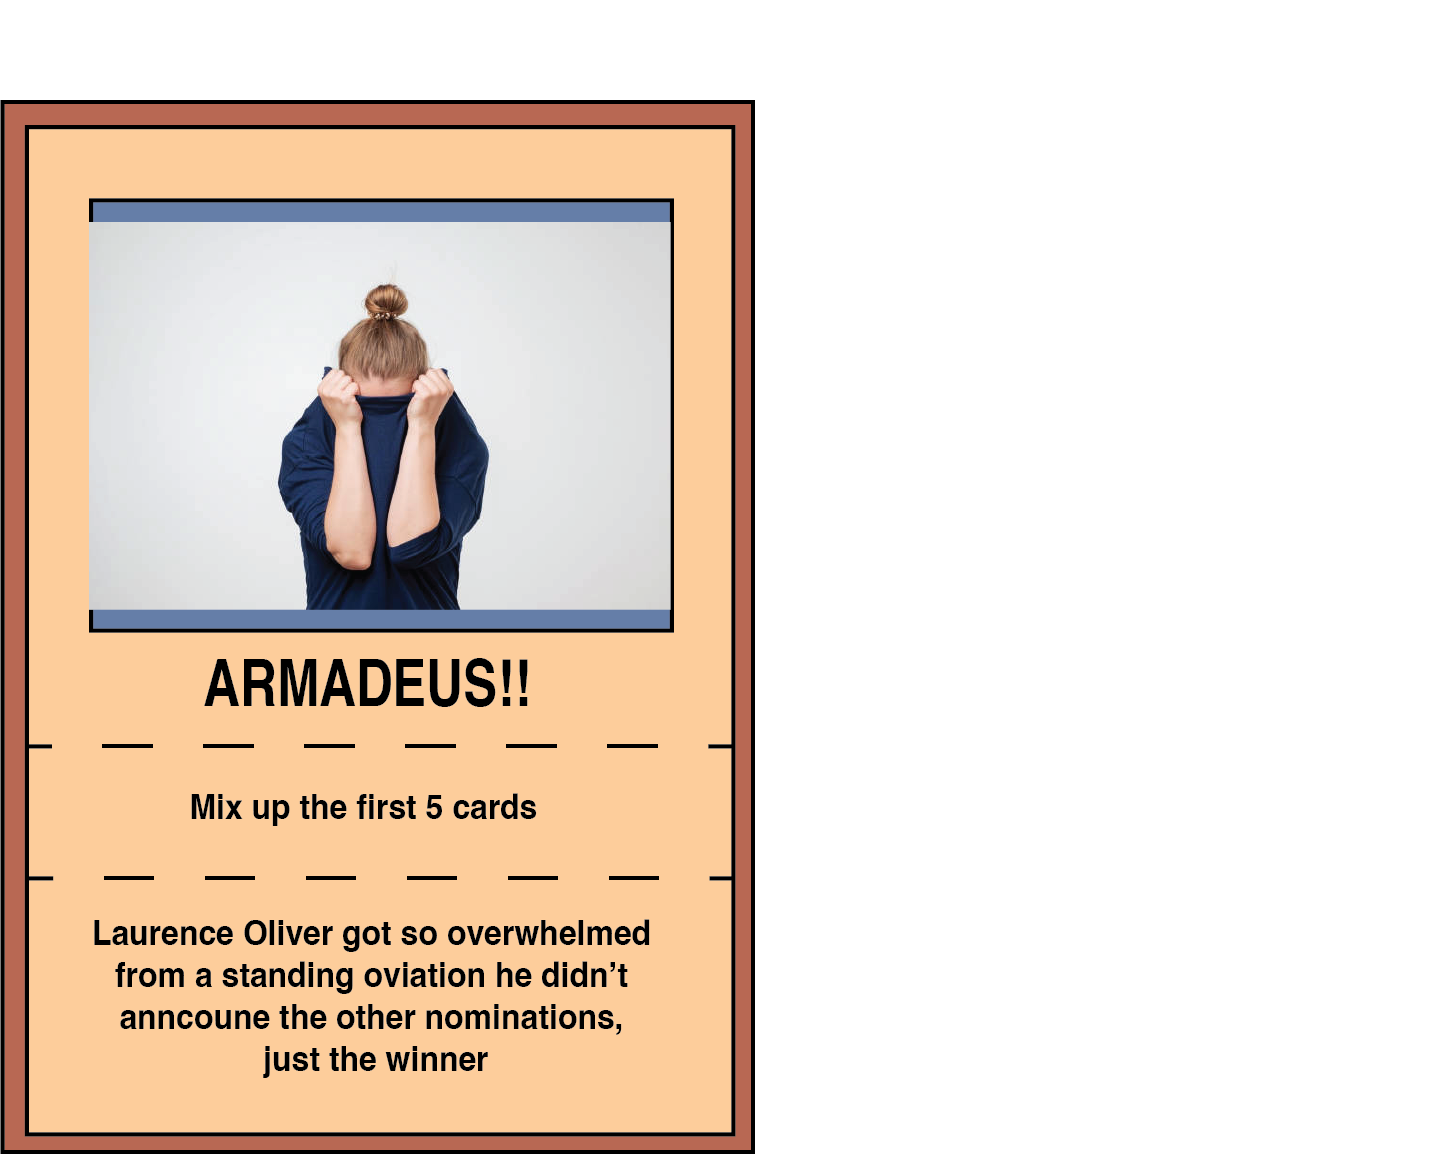 ARMADEUS!!
Mix up the first 5 cards
Laurence Oliver got so overwhelmed
from a standing oviation he didn’t
anncoune the other nominations,
just the winner